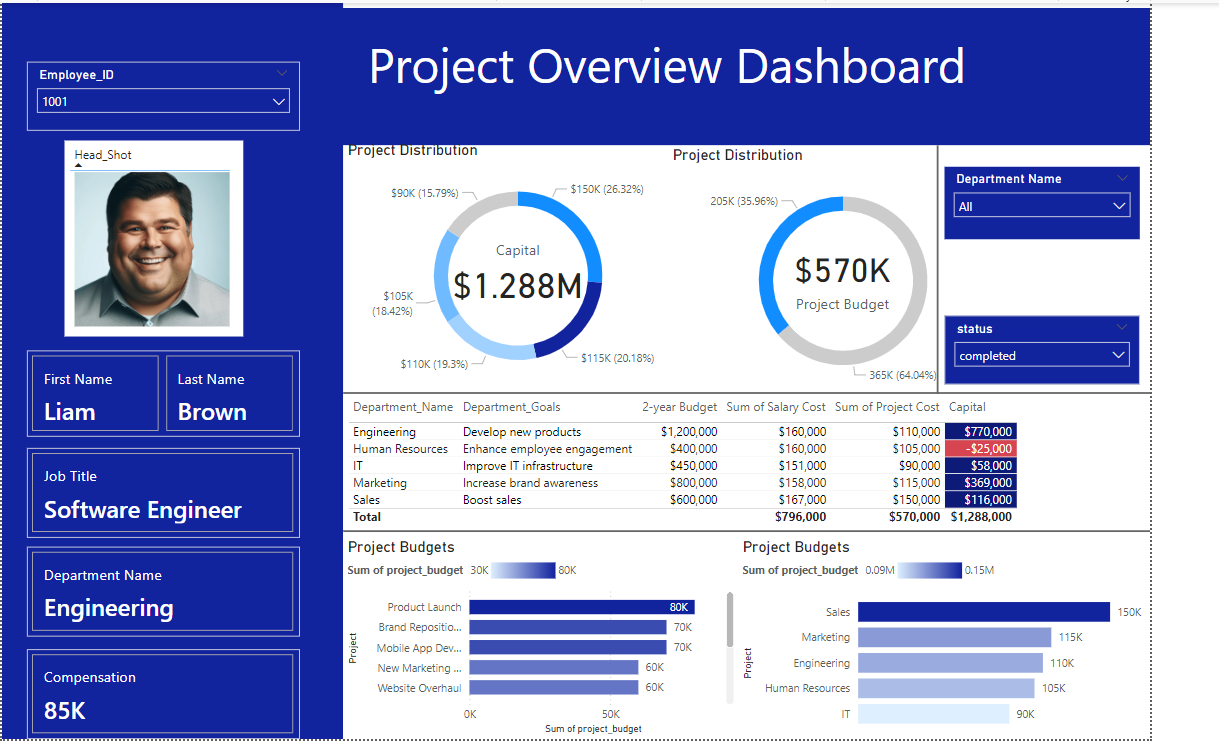 Project Overview Dashboard
Employee_ID
1001
Head_Shot
First Name
Liam
Last Name
Brown
Job Title
Software Engineer
Department Name
Engineering
Compensation
85K
Project Distribution
$90K (15.79%)
$150K (26.32%)
Capital
$1.288M
$105K
(18.42%)
$110K (19.3%)
$115K (20.18%)
Project Distribution
205K (35.96%)
$570K
Project Budget
365K (64.04%)
Department Name
All
status
completed
Department_Name Department_Goals 2-year Budget Sum of Salary Cost Sum of Project Cost Capital
Engineering Develop new products $1,200,000 $160,000 $110,000 $770,000
Human Resources Enhance employee engagement $400,000 $160,000 $105,000 -$25,000
IT Improve IT infrastructure $450,000 $151,000 $90,000 $58,000
Marketing Increase brand awareness $800,000 $158,000 $115,000 $369,000
Sales Boost sales $600,000 $167,000 $150,000 $116,000
Total $796,000 $570,000 $1,288,000
Project Budgets
Sum of project_budget 30K 80K
Project
Product Launch 80K
Brand Repositio... 70K
Mobile App Dev... 70K
New Marketing ... 60K
Website Overhaul 60K
0K 50K
Sum of project_budget
Project Budgets
Sum of project_budget 0.09M 0.15M
Project
Sales 150K
Marketing 115K
Engineering 110K
Human Resources 105K
IT 90K